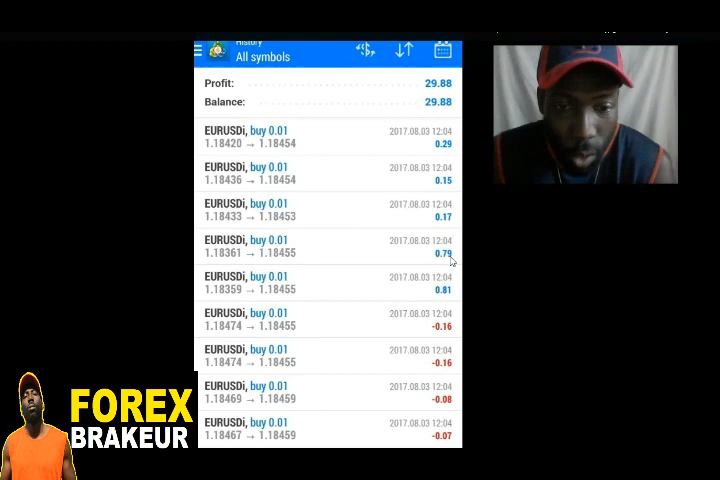 History
All symbols
Profit: 29.88
Balance: 29.88
EURUSDi, buy 0.01 2017.08.03 12:04
1.18420 → 1.18454 0.29
EURUSDi, buy 0.01 2017.08.03 12:04
1.18436 → 1.18454 0.15
EURUSDi, buy 0.01 2017.08.03 12:04
1.18433 → 1.18453 0.17
EURUSDi, buy 0.01 2017.08.03 12:04
1.18361 → 1.18455 0.79
EURUSDi, buy 0.01 2017.08.03 12:04
1.18359 → 1.18455 0.81
EURUSDi, buy 0.01 2017.08.03 12:04
1.18474 → 1.18455 -0.16
EURUSDi, buy 0.01 2017.08.03 12:04
1.18474 → 1.18455 -0.16
EURUSDi, buy 0.01 2017.08.03 12:04
1.18469 → 1.18459 -0.08
EURUSDi, buy 0.01 2017.08.03 12:04
1.18467 → 1.18459 -0.07
FOREX
BRAKEUR